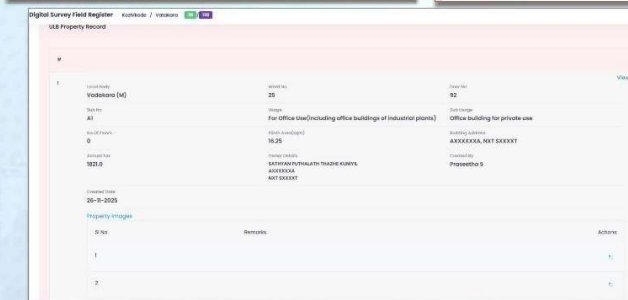 Digital Survey Field Register Kozhikode / Vatakara
ULB Property Record
#
1
View
Local Body
Vadakara (M)
Ward No
25
Door No
92
Sub No
A1
Usage
For Office Use(Including office buildings of industrial plants)
Sub Usage
Office building for private use
No Of Floors
0
Plinth Area(sqm)
16.25
Building Address
AXXXXXXA, NXT SXXXXT
Annual Tax
1821.0
Owner Details
SATHYAN PUTHALATH THAZHE KUNIYIL
AXXXXXXA
NXT SXXXXT
Created By
Praseetha S
Created Date
26-11-2025
Property Images
Sl No
Remarks
Actions
1
2